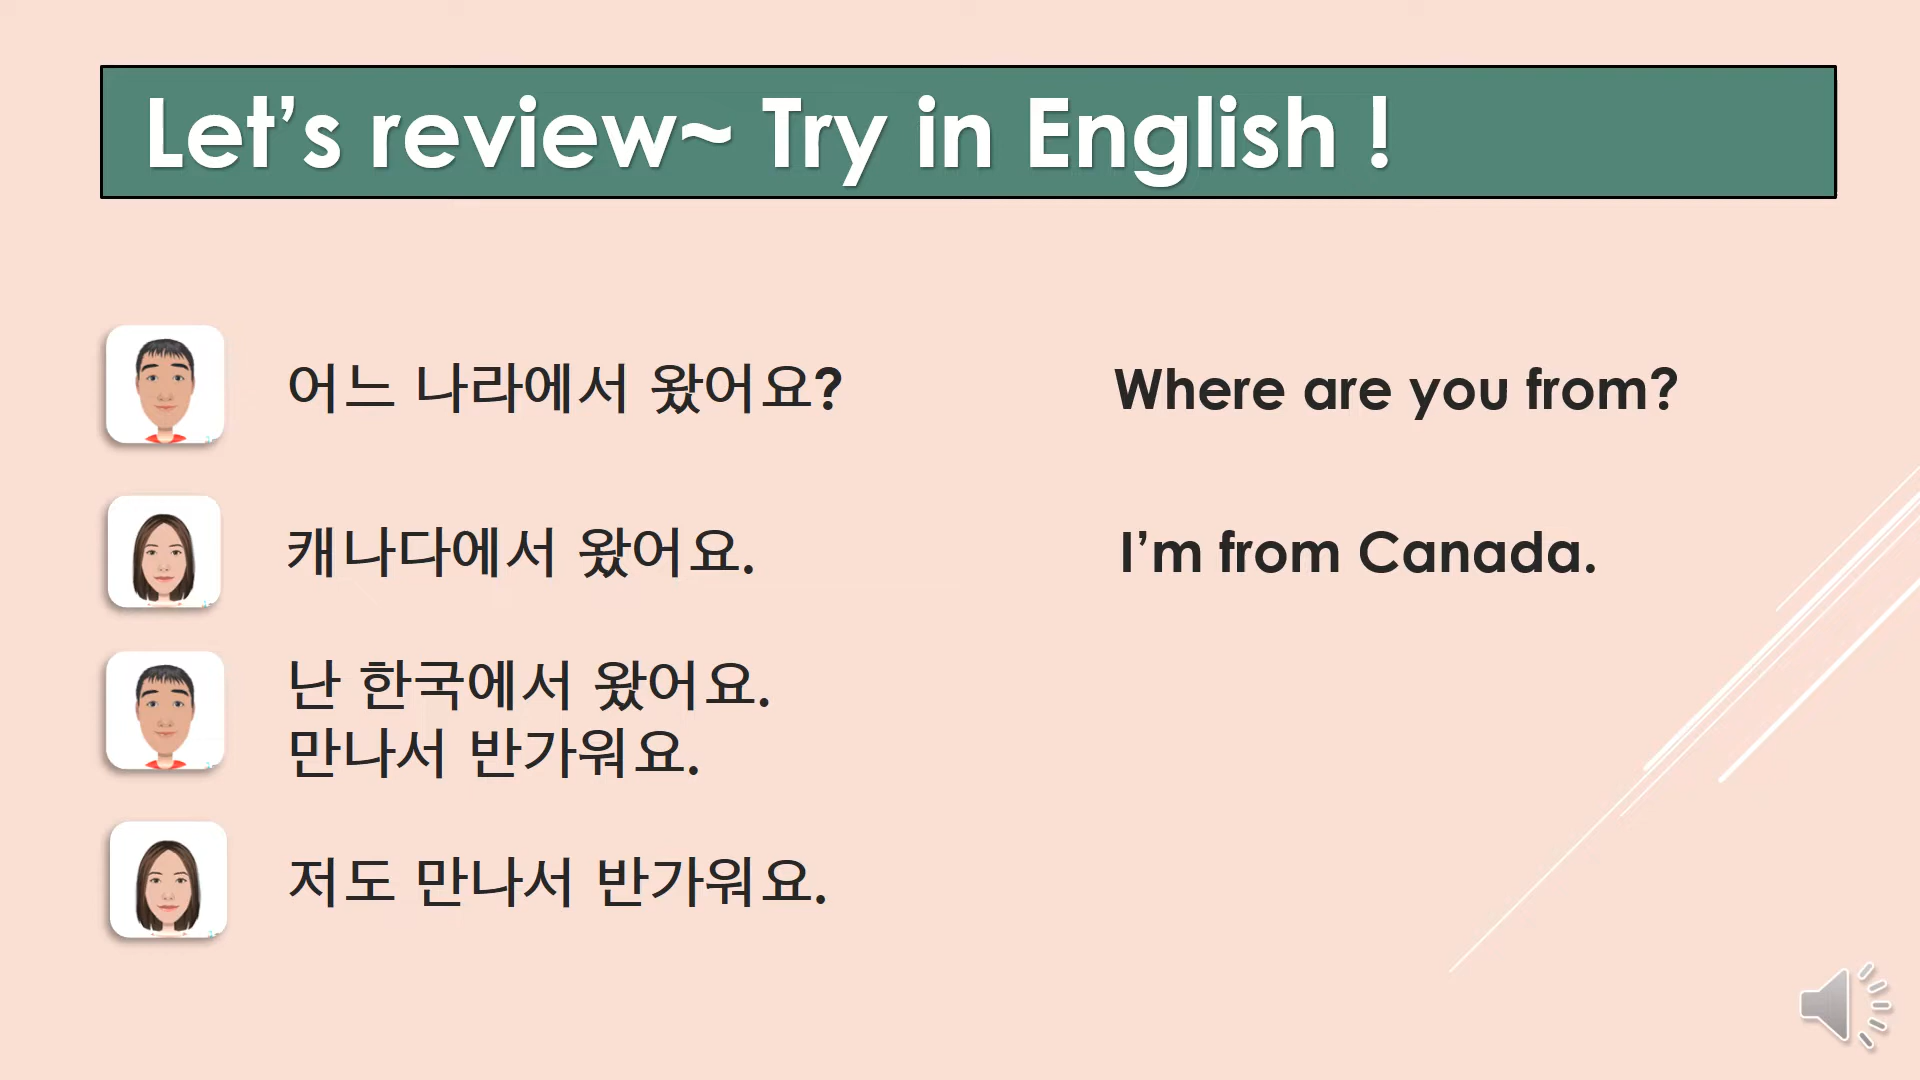 Let's review~ Try in English !
어느 나라에서 왔어요?
Where are you from?
캐나다에서 왔어요.
I'm from Canada.
난 한국에서 왔어요.
만나서 반가워요.
저도 만나서 반가워요.